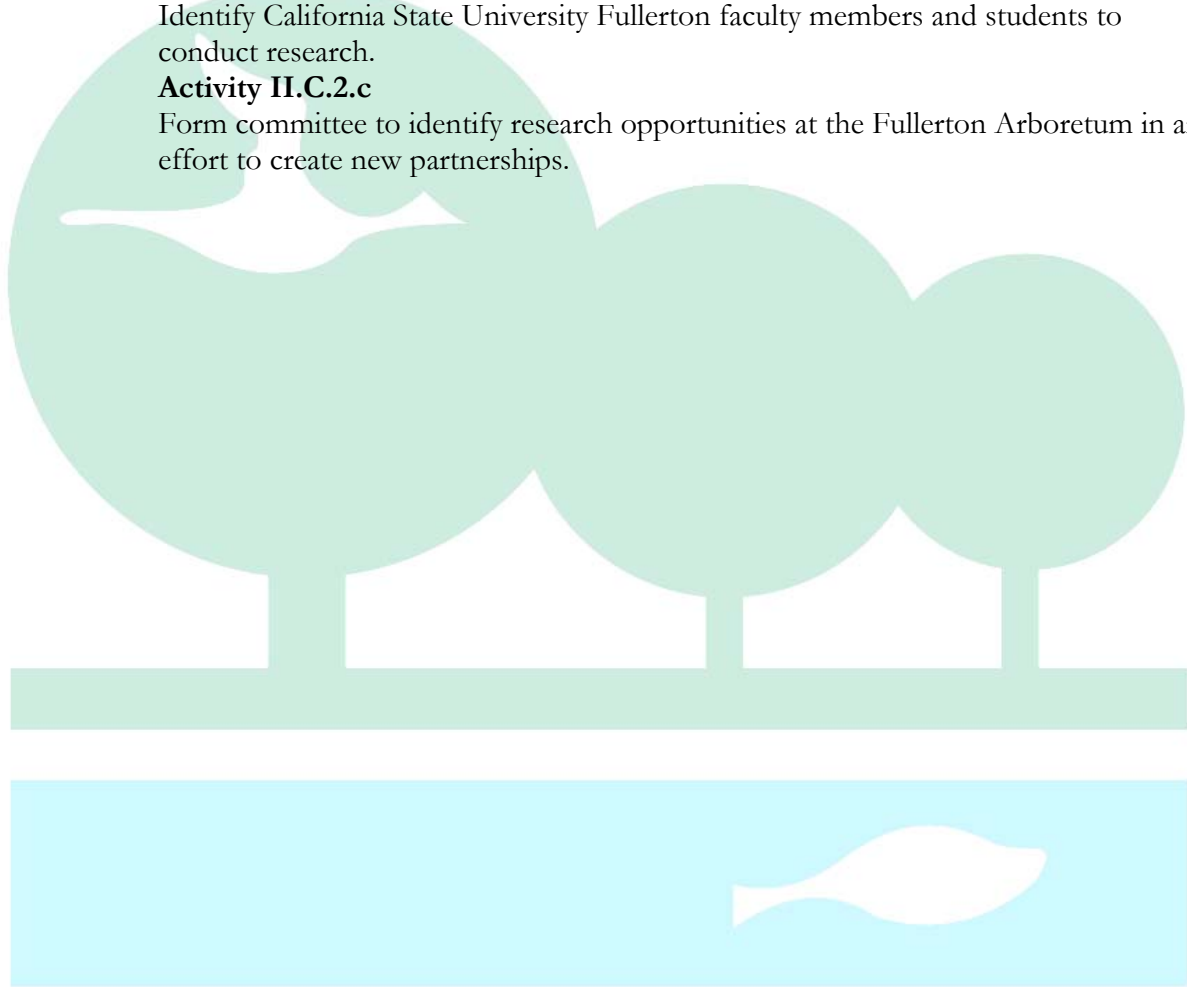 Identify California State University Fullerton faculty members and students to
conduct research.
Activity II.C.2.c
Form committee to identify research opportunities at the Fullerton Arboretum in a
effort to create new partnerships.